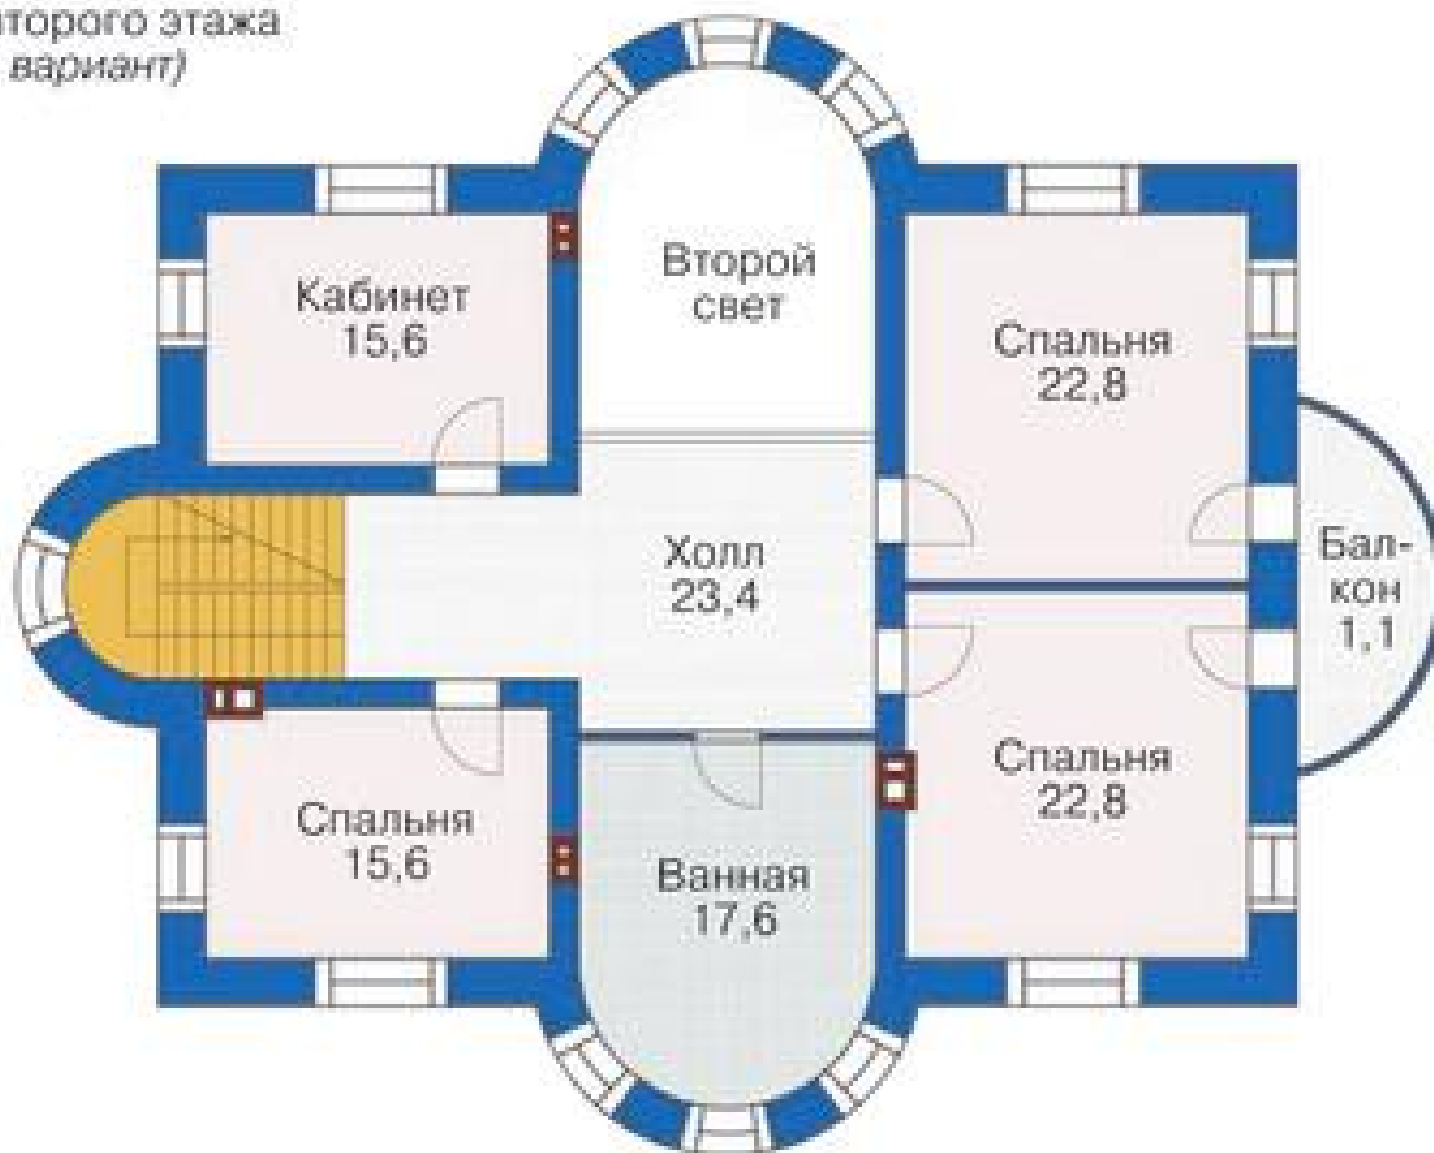 второго этажа
вариант)
Второй
свет
Кабинет
15,6
Спальня
22,8
Холл
23,4
Бал-
кон
1,1
Спальня
22,8
Спальня
15,6
Ванная
17,6